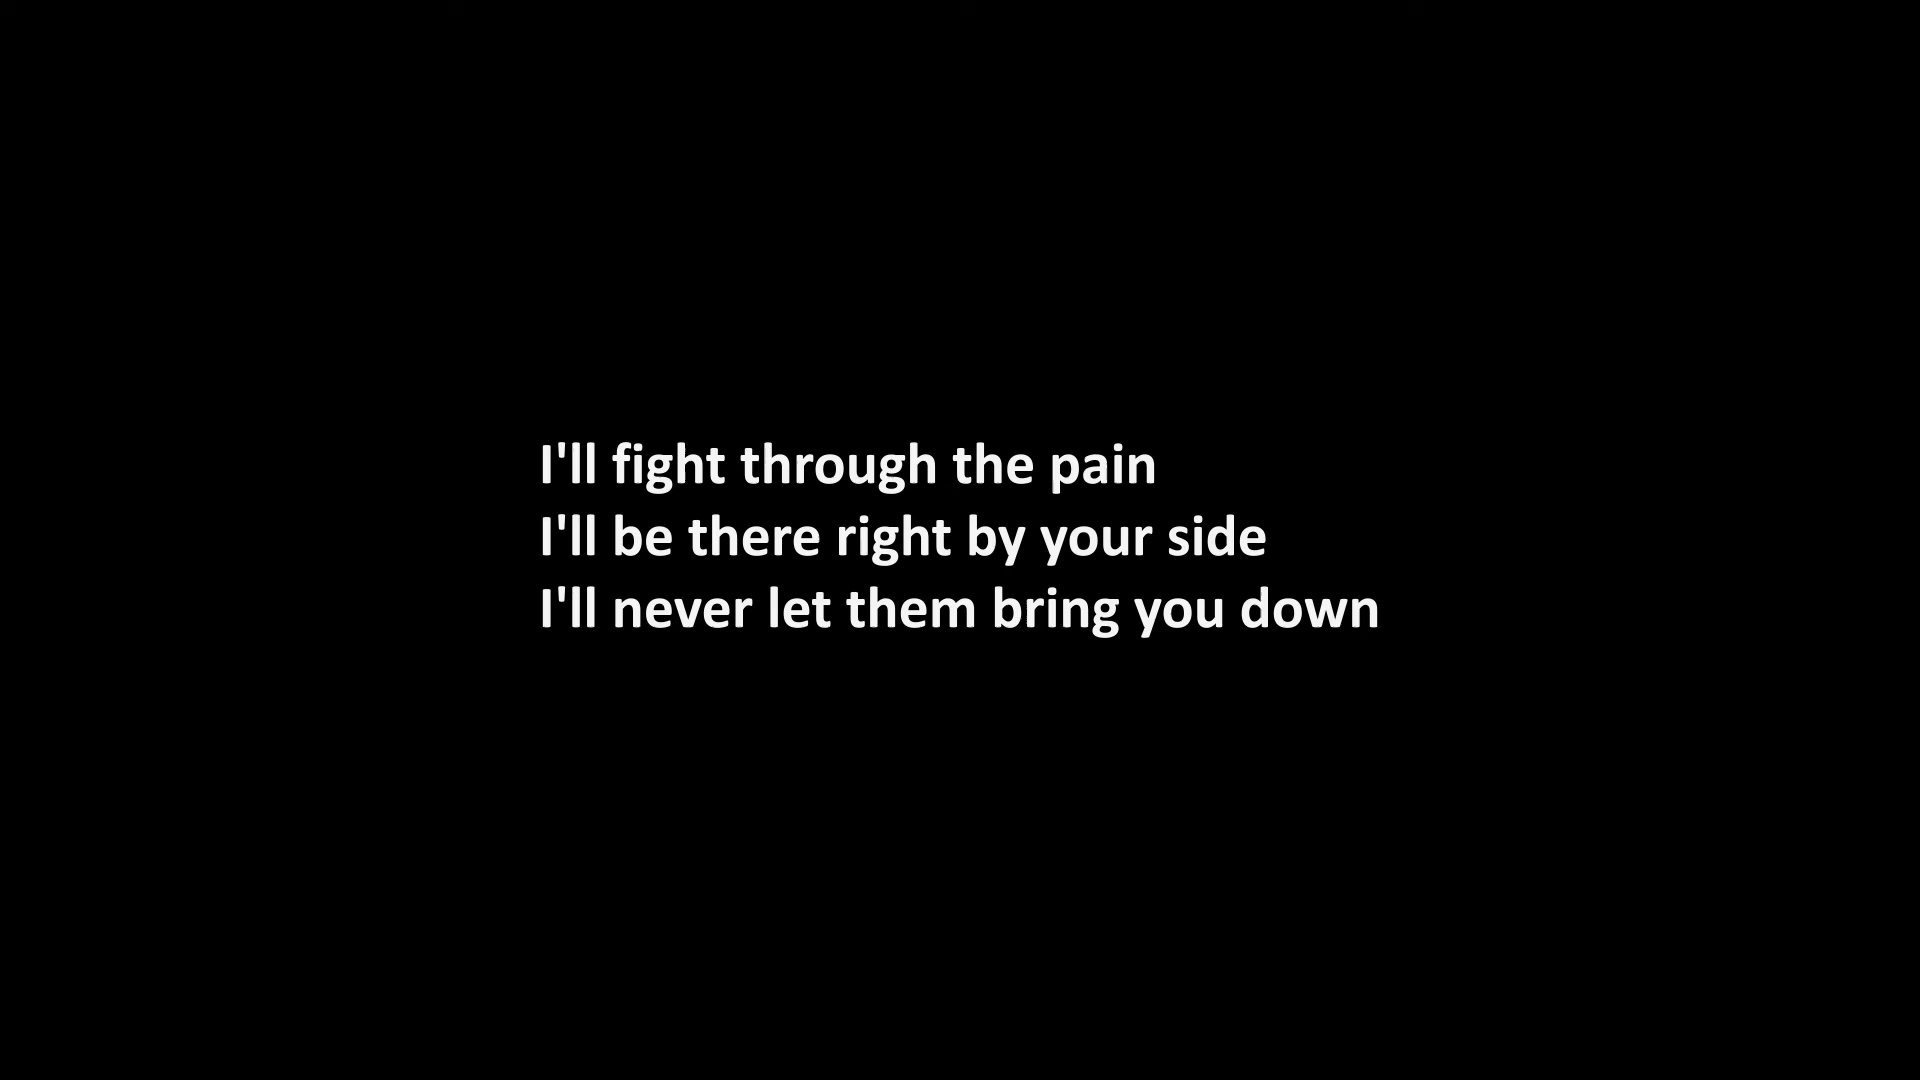 I'll fight through the pain
I'll be there right by your side
I'll never let them bring you down